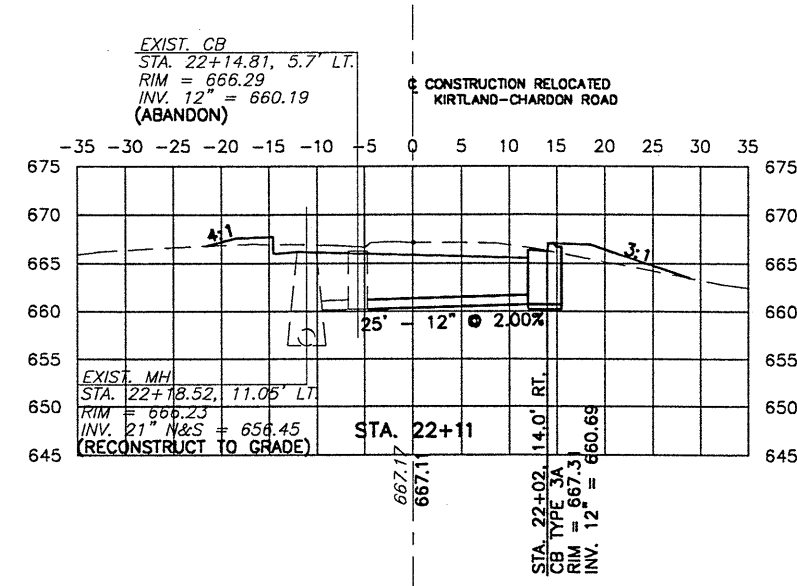 EXIST. CB
STA. 22+14.81, 5.7' LT.
RIM = 666.29
INV. 12" = 660.19
(ABANDON)
℄ CONSTRUCTION RELOCATED
KIRTLAND-CHARDON ROAD
-35 -30 -25 -20 -15 -10 -5 0 5 10 15 20 25 30 35
675 675
670 670
4:1
3:1
665 665
660 660
25' - 12" @ 2.00%
655 655
EXIST. MH
STA. 22+18.52, 11.05' LT.
RIM = 666.23
INV. 21" N&S = 656.45
(RECONSTRUCT TO GRADE)
650 650
STA. 22+11
645 645
667.17
667.11
STA. 22+02, 14.0' RT.
CB TYPE 3A
RIM = 667.31
INV. 12" = 660.69